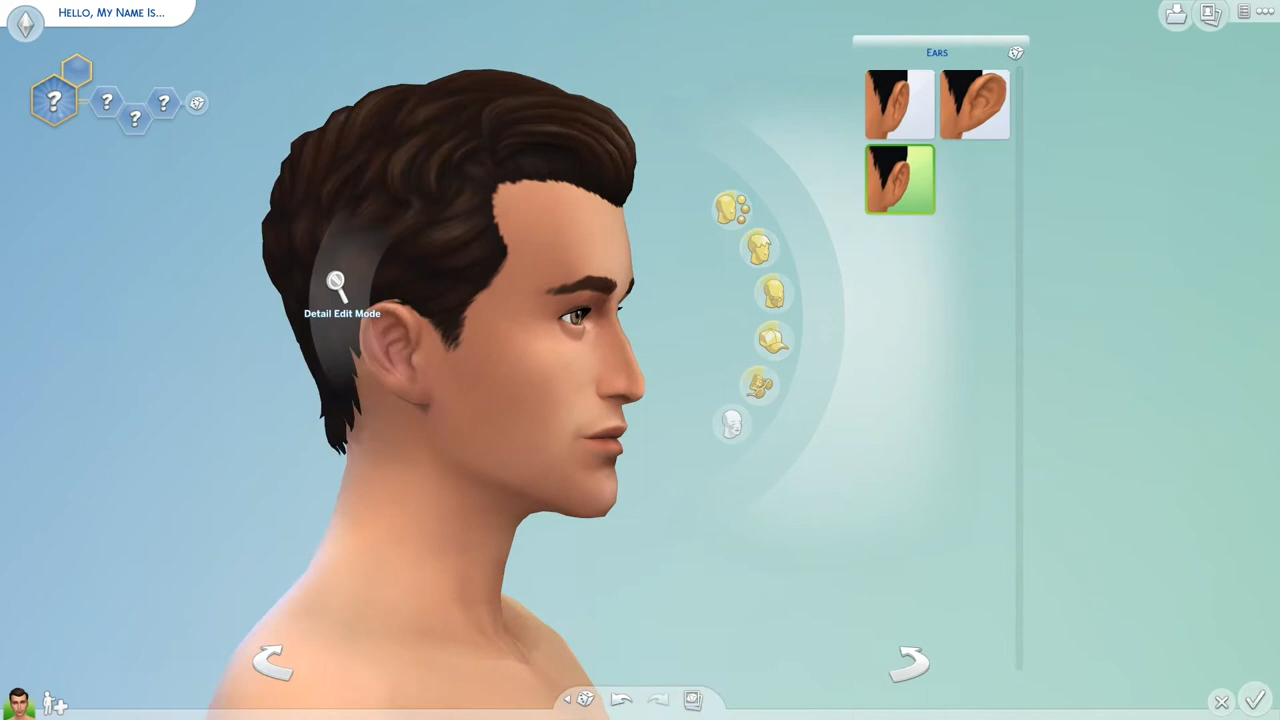 Hello, My Name Is...
Ears
?
? ? ?
Detail Edit Mode